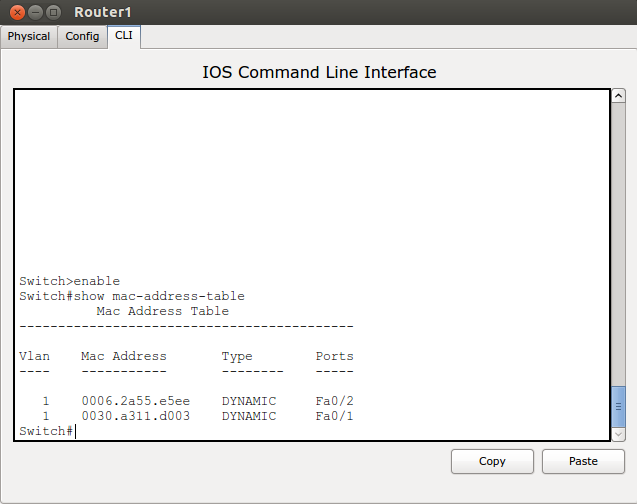 Router1
Physical Config CLI
IOS Command Line Interface
Switch>enable
Switch#show mac-address-table
Mac Address Table
-------------------------------------------
Vlan Mac Address Type Ports
---- ----------- -------- -----
1 0006.2a55.e5ee DYNAMIC Fa0/2
1 0030.a311.d003 DYNAMIC Fa0/1
Switch#
Copy Paste